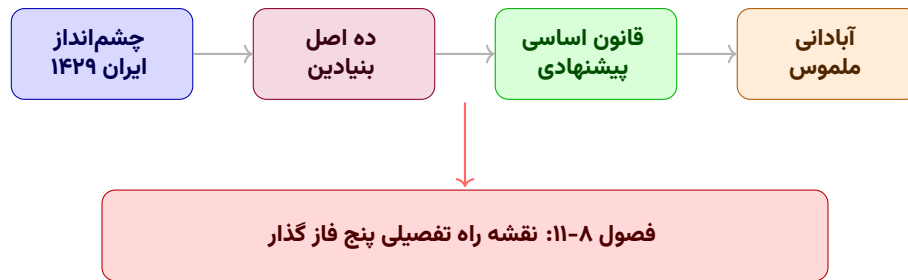 چشم‌انداز
ایران ۱۴۲۹
ده اصل
بنیادین
قانون اساسی
پیشنهادی
آبادانی
ملموس
فصول ۸-۱۱: نقشه راه تفصیلی پنج فاز گذار